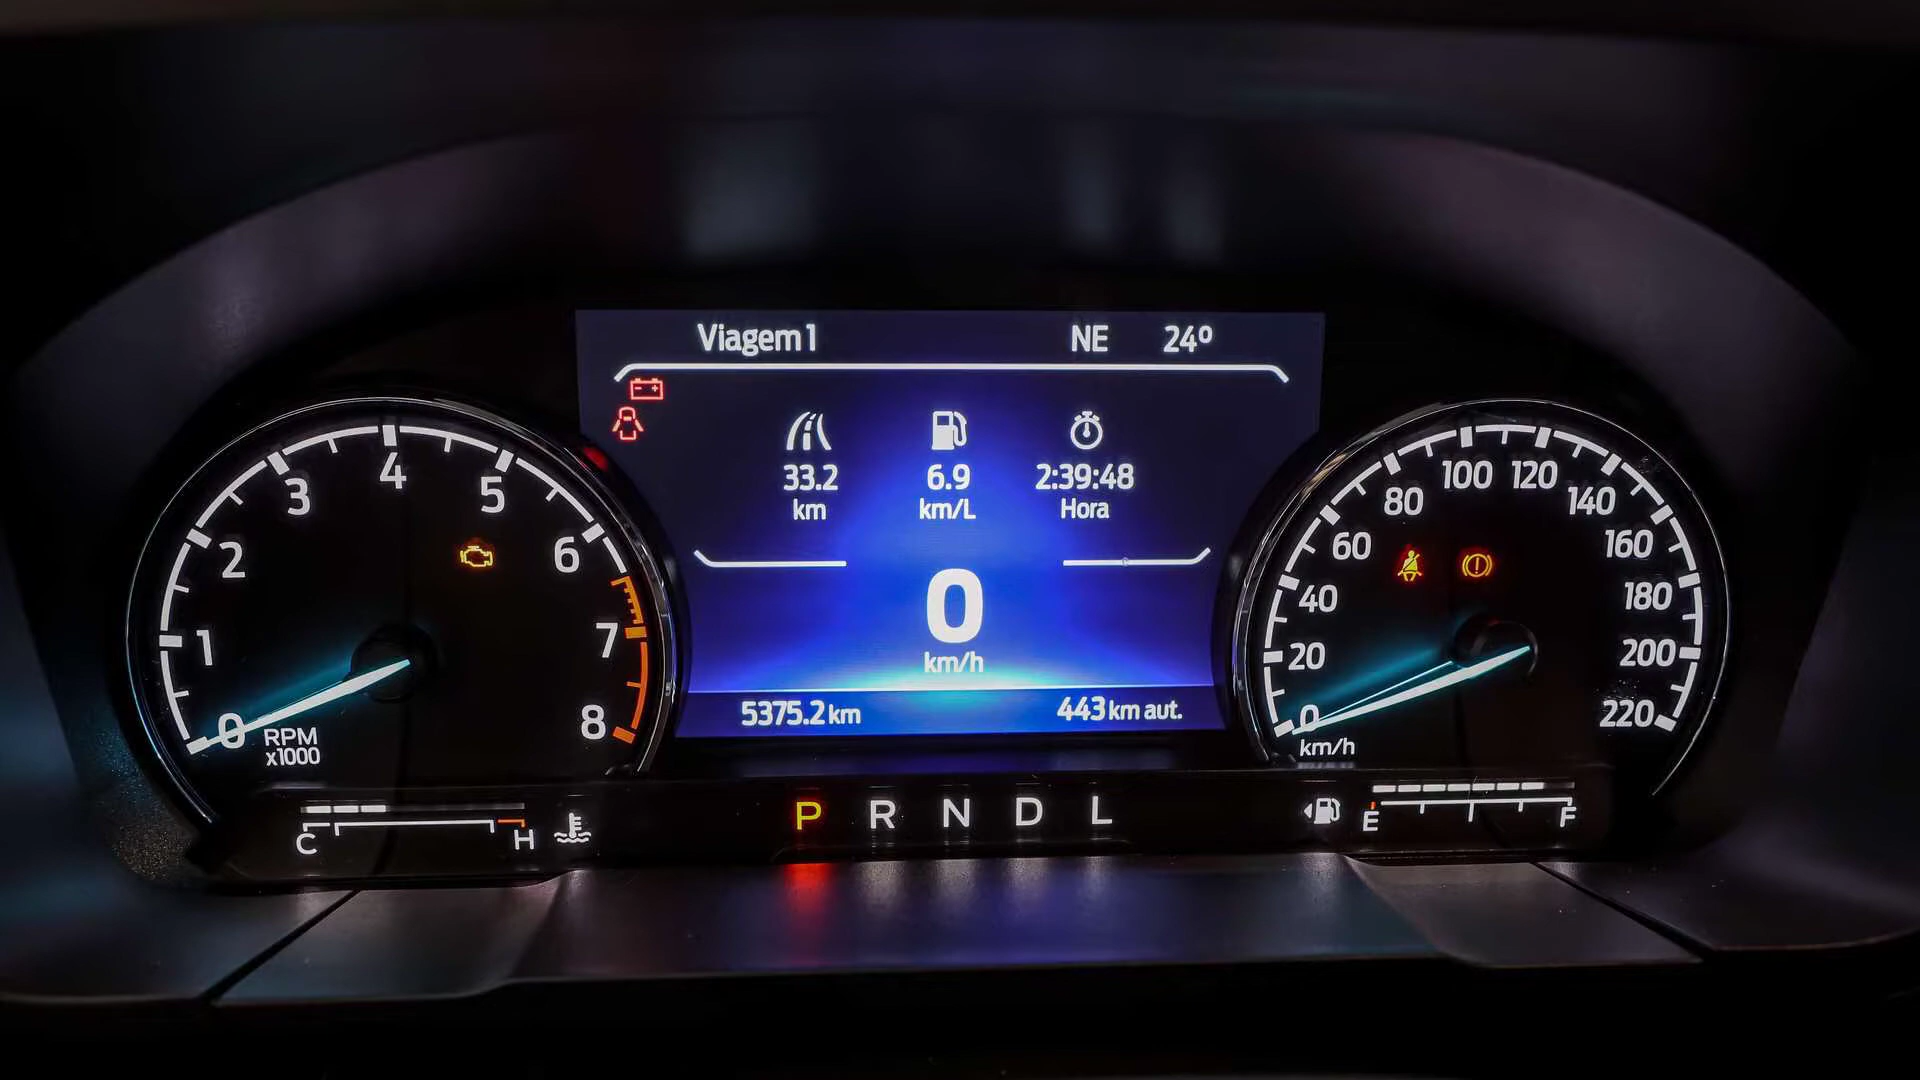 Viagem 1 NE 24º
33.2 6.9 2:39:48
km km/L Hora
0
km/h
5375.2 km 443 km aut.
0 1 2 3 4 5 6 7 8
RPM
x1000
0 20 40 60 80 100 120 140 160 180 200 220
km/h
C H
P R N D L
E F